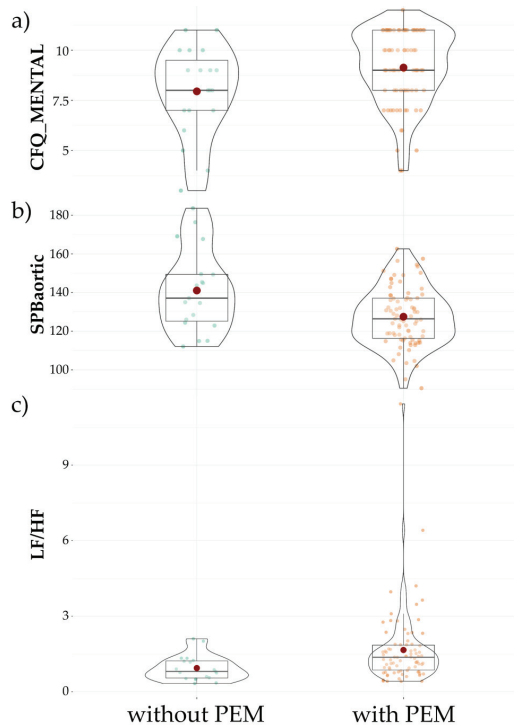 a)
CFQ_MENTAL
10
7.5
5
b)
SPBaortic
180
160
140
120
100
c)
LF/HF
9
6
3
0
without PEM
with PEM